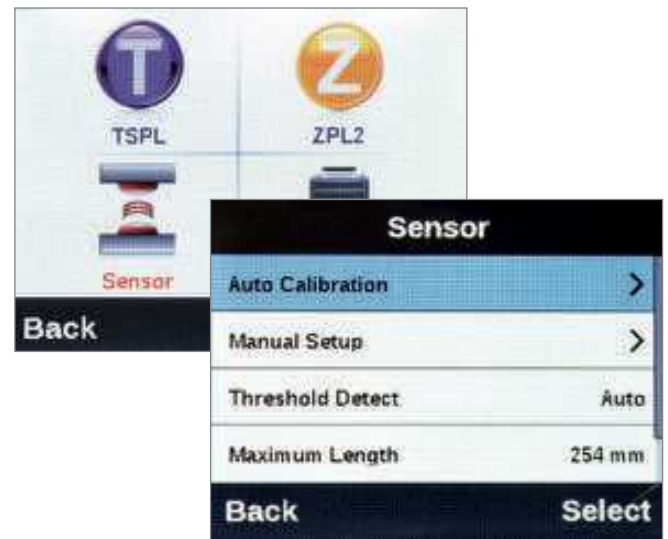 T
Z
TSPL
ZPL2
Sensor
Back
Sensor
Auto Calibration >
Manual Setup >
Threshold Detect Auto
Maximum Length 254 mm
Back Select